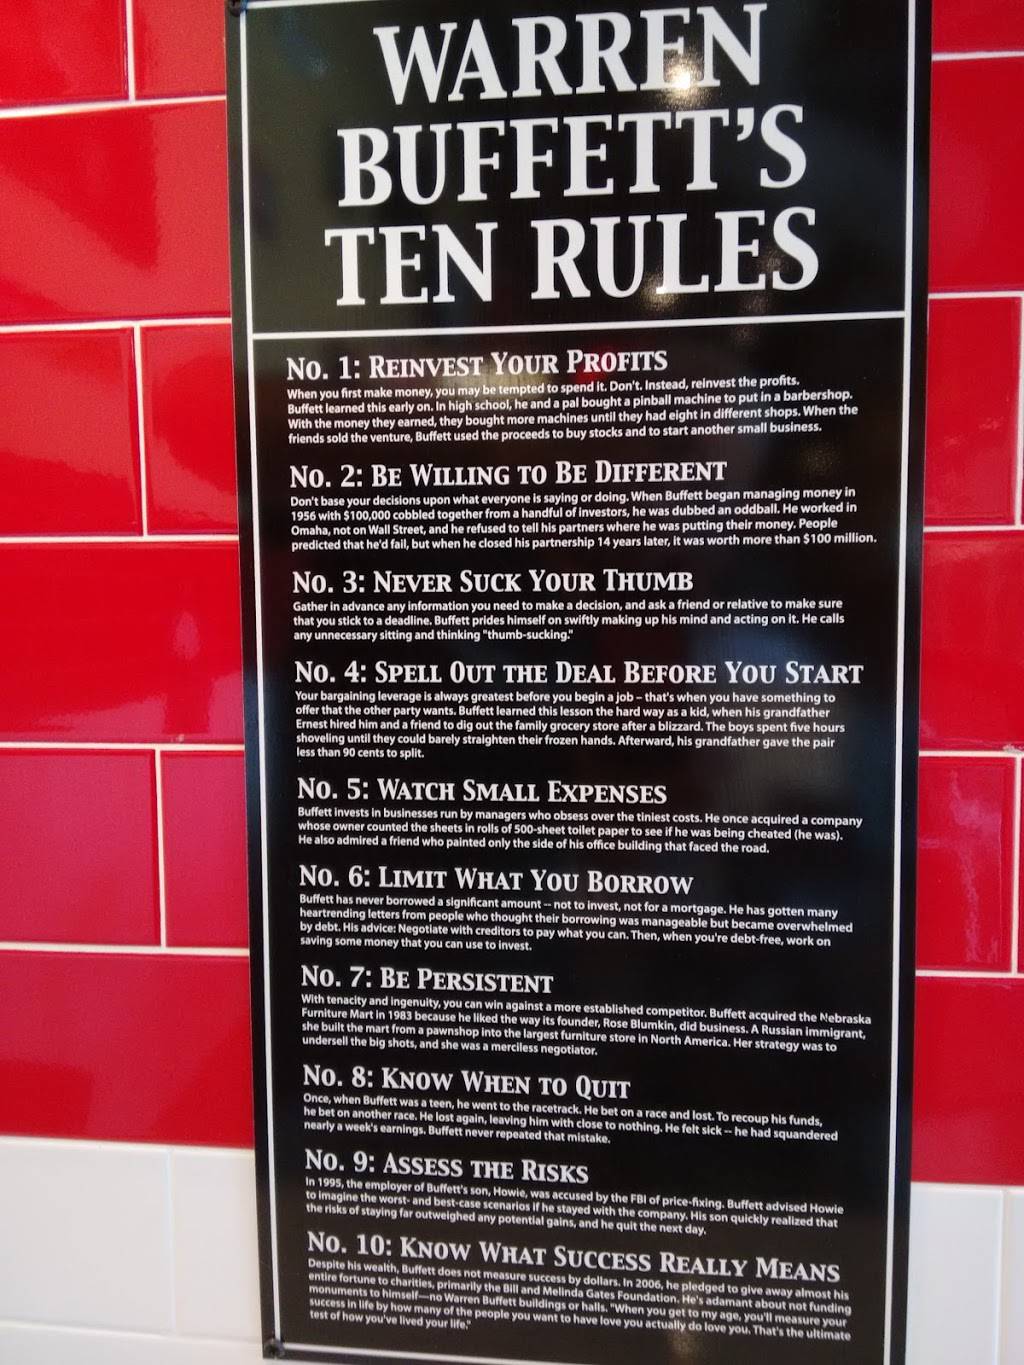 WARREN
BUFFETT'S
TEN RULES
No. 1: Reinvest Your Profits
When you first make money, you may be tempted to spend it. Don't. Instead, reinvest the profits.
Buffett learned this early on. In high school, he and a pal bought a pinball machine to put in a barbershop.
With the money they earned, they bought more machines until they had eight in different shops. When the
friends sold the venture, Buffett used the proceeds to buy stocks and to start another small business.
No. 2: Be Willing to Be Different
Don't base your decisions upon what everyone is saying or doing. When Buffett began managing money in
1956 with $100,000 cobbled together from a handful of investors, he was dubbed an oddball. He worked in
Omaha, not on Wall Street, and he refused to tell his partners where he was putting their money. People
predicted that he'd fail, but when he closed his partnership 14 years later, it was worth more than $100 million.
No. 3: Never Suck Your Thumb
Gather in advance any information you need to make a decision, and ask a friend or relative to make sure
that you stick to a deadline. Buffett prides himself on swiftly making up his mind and acting on it. He calls
any unnecessary sitting and thinking "thumb-sucking."
No. 4: Spell Out the Deal Before You Start
Your bargaining leverage is always greatest before you begin a job – that's when you have something to
offer that the other party wants. Buffett learned this lesson the hard way as a kid, when his grandfather
Ernest hired him and a friend to dig out the family grocery store after a blizzard. The boys spent five hours
shoveling until they could barely straighten their frozen hands. Afterward, his grandfather gave the pair
less than 90 cents to split.
No. 5: Watch Small Expenses
Buffett invests in businesses run by managers who obsess over the tiniest costs. He once acquired a company
whose owner counted the sheets in rolls of 500-sheet toilet paper to see if he was being cheated (he was).
He also admired a friend who painted only the side of his office building that faced the road.
No. 6: Limit What You Borrow
Buffett has never borrowed a significant amount -- not to invest, not for a mortgage. He has gotten many
heartrending letters from people who thought their borrowing was manageable but became overwhelmed
by debt. His advice: Negotiate with creditors to pay what you can. Then, when you're debt-free, work on
saving some money that you can use to invest.
No. 7: Be Persistent
With tenacity and ingenuity, you can win against a more established competitor. Buffett acquired the Nebraska
Furniture Mart in 1983 because he liked the way its founder, Rose Blumkin, did business. A Russian immigrant,
she built the mart from a pawnshop into the largest furniture store in North America. Her strategy was to
undersell the big shots, and she was a merciless negotiator.
No. 8: Know When to Quit
Once, when Buffett was a teen, he went to the racetrack. He bet on a race and lost. To recoup his funds,
he bet on another race. He lost again, leaving him with close to nothing. He felt sick -- he had squandered
nearly a week's earnings. Buffett never repeated that mistake.
No. 9: Assess the Risks
In 1995, the employer of Buffett's son, Howie, was accused by the FBI of price-fixing. Buffett advised Howie
to imagine the worst- and best-case scenarios if he stayed with the company. His son quickly realized that
the risks of staying far outweighed any potential gains, and he quit the next day.
No. 10: Know What Success Really Means
Despite his wealth, Buffett does not measure success by dollars. In 2006, he pledged to give away almost his
entire fortune to charities, primarily the Bill and Melinda Gates Foundation. He's adamant about not funding
monuments to himself—no Warren Buffett buildings or halls. "When you get to my age, you'll measure your
success in life by how many of the people you want to have love you actually do love you. That's the ultimate
test of how you've lived your life."